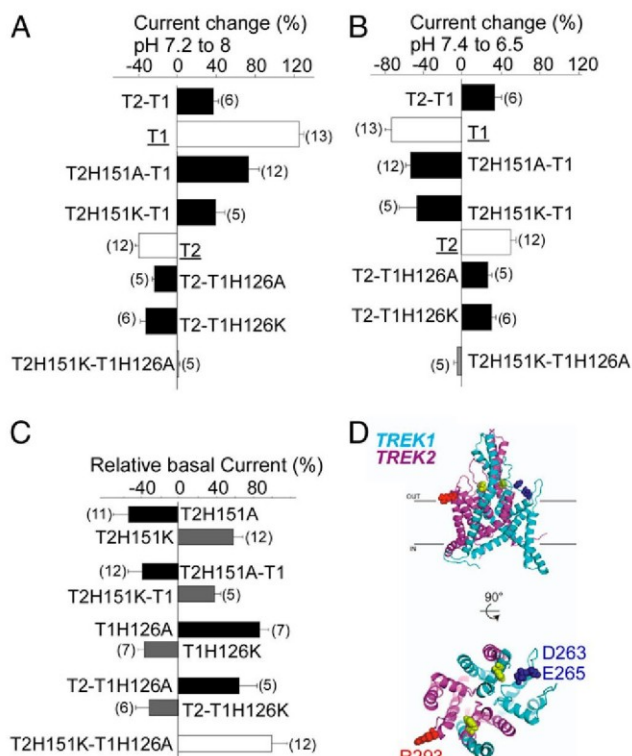 A
Current change (%)
pH 7.2 to 8
-40 0 40 120
T2-T1 (6)
T1 (13)
T2H151A-T1 (12)
T2H151K-T1 (5)
(12) T2
(5) T2-T1H126A
(6) T2-T1H126K
T2H151K-T1H126A (5)
B
Current change (%)
pH 7.4 to 6.5
-80 0 40 120
T2-T1 (6)
(13) T1
(12) T2H151A-T1
(5) T2H151K-T1
T2 (12)
T2-T1H126A (5)
T2-T1H126K (6)
(5) T2H151K-T1H126A
C
Relative basal Current (%)
-40 0 40 80
(11) T2H151A
T2H151K (12)
(12) T2H151A-T1
T2H151K-T1 (5)
T1H126A (7)
(7) T1H126K
T2-T1H126A (5)
(6) T2-T1H126K
T2H151K-T1H126A (12)
D
TREK1
TREK2
OUT
IN
90°
D263
E265